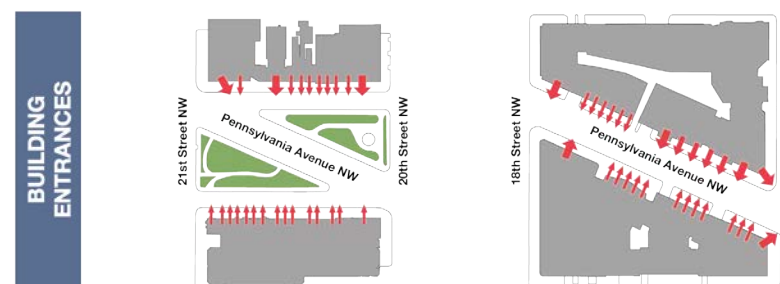 BUILDING
ENTRANCES
21st Street NW
Pennsylvania Avenue NW
20th Street NW
18th Street NW
Pennsylvania Avenue NW